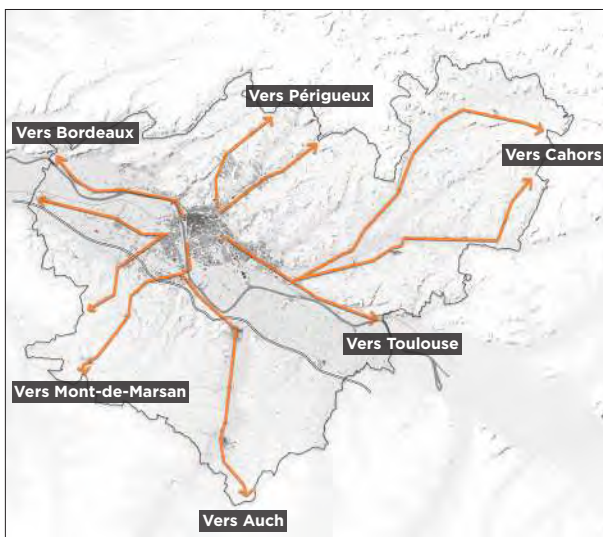 Vers Périgueux
Vers Bordeaux
Vers Cahors
Vers Toulouse
Vers Mont-de-Marsan
Vers Auch